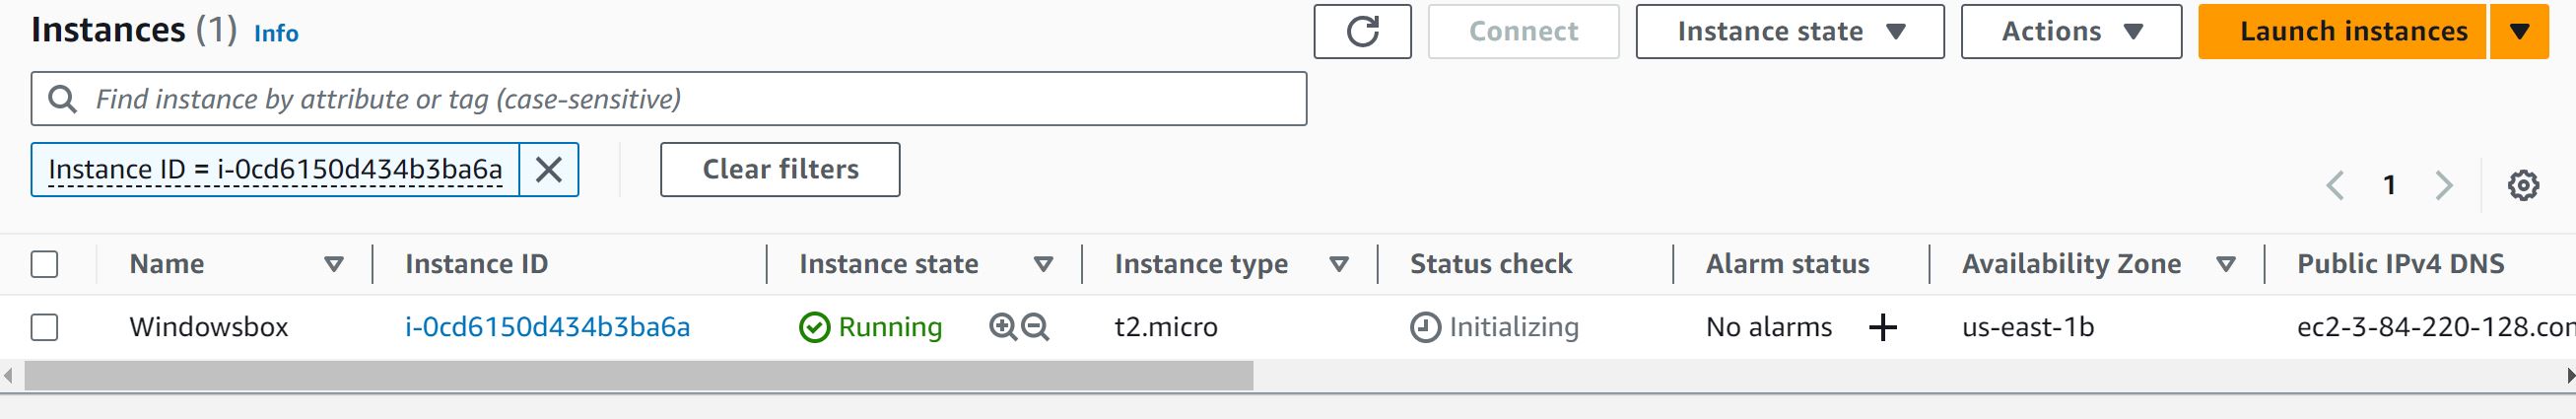 Instances (1) Info
Connect Instance state Actions Launch instances
Find instance by attribute or tag (case-sensitive)
Instance ID = i-0cd6150d434b3ba6a Clear filters
1
Name Instance ID Instance state Instance type Status check Alarm status Availability Zone Public IPv4 DNS
Windowsbox i-0cd6150d434b3ba6a Running t2.micro Initializing No alarms us-east-1b ec2-3-84-220-128.con